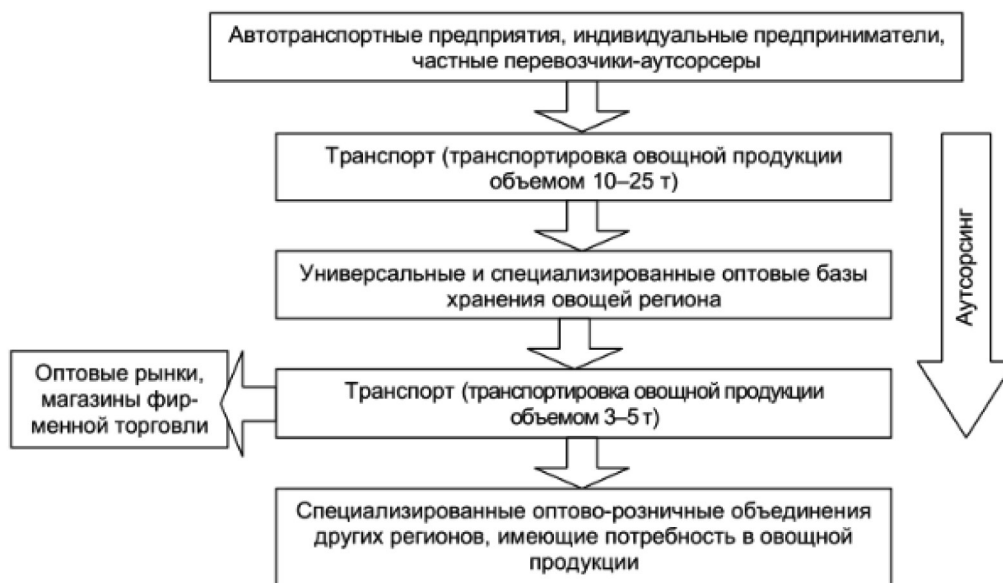 Автотранспортные предприятия, индивидуальные предприниматели,
частные перевозчики-аутсорсеры
Транспорт (транспортировка овощной продукции
объемом 10–25 т)
Универсальные и специализированные оптовые базы
хранения овощей региона
Аутсорсинг
Оптовые рынки,
магазины фир-
менной торговли
Транспорт (транспортировка овощной продукции
объемом 3–5 т)
Специализированные оптово-розничные объединения
других регионов, имеющие потребность в овощной
продукции